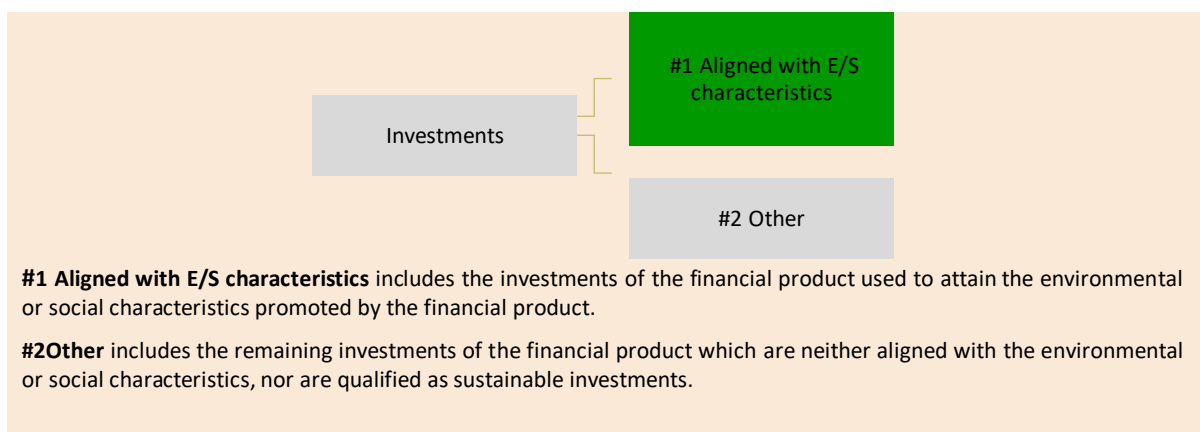 #1 Aligned with E/S
characteristics
Investments
#2 Other
#1 Aligned with E/S characteristics includes the investments of the financial product used to attain the environmental
or social characteristics promoted by the financial product.
#2Other includes the remaining investments of the financial product which are neither aligned with the environmental
or social characteristics, nor are qualified as sustainable investments.